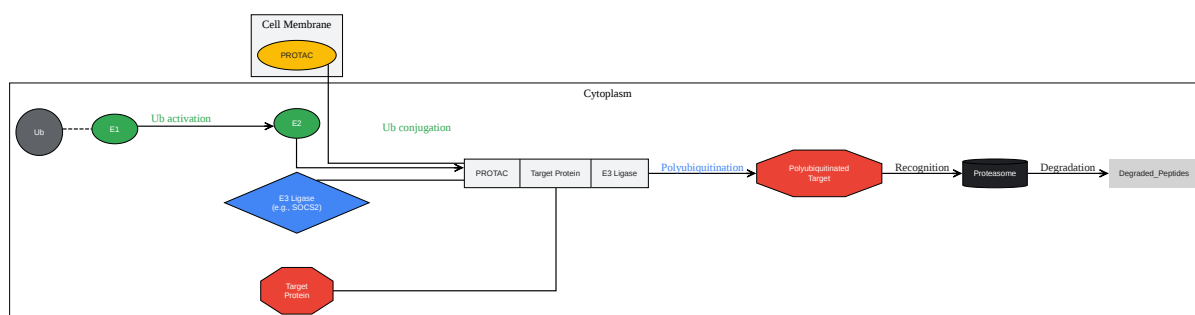 Cell Membrane
PROTAC
Cytoplasm
Ub
E1
Ub activation
E2
Ub conjugation
PROTAC
Target Protein
E3 Ligase
Polyubiquitination
Polyubiquitinated
Target
Recognition
Proteasome
Degradation
Degraded_Peptides
E3 Ligase
(e.g., SOCS2)
Target
Protein